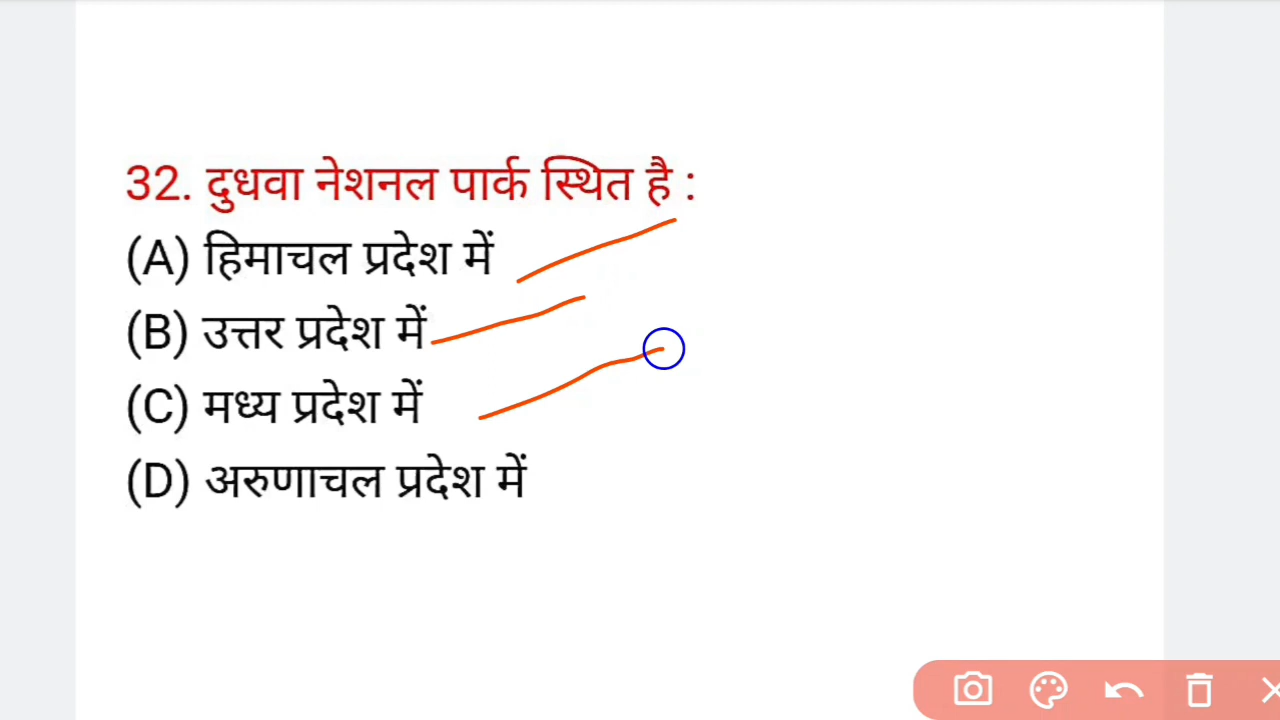 32. दुधवा नेशनल पार्क स्थित है :
(A) हिमाचल प्रदेश में
(B) उत्तर प्रदेश में
(C) मध्य प्रदेश में
(D) अरुणाचल प्रदेश में